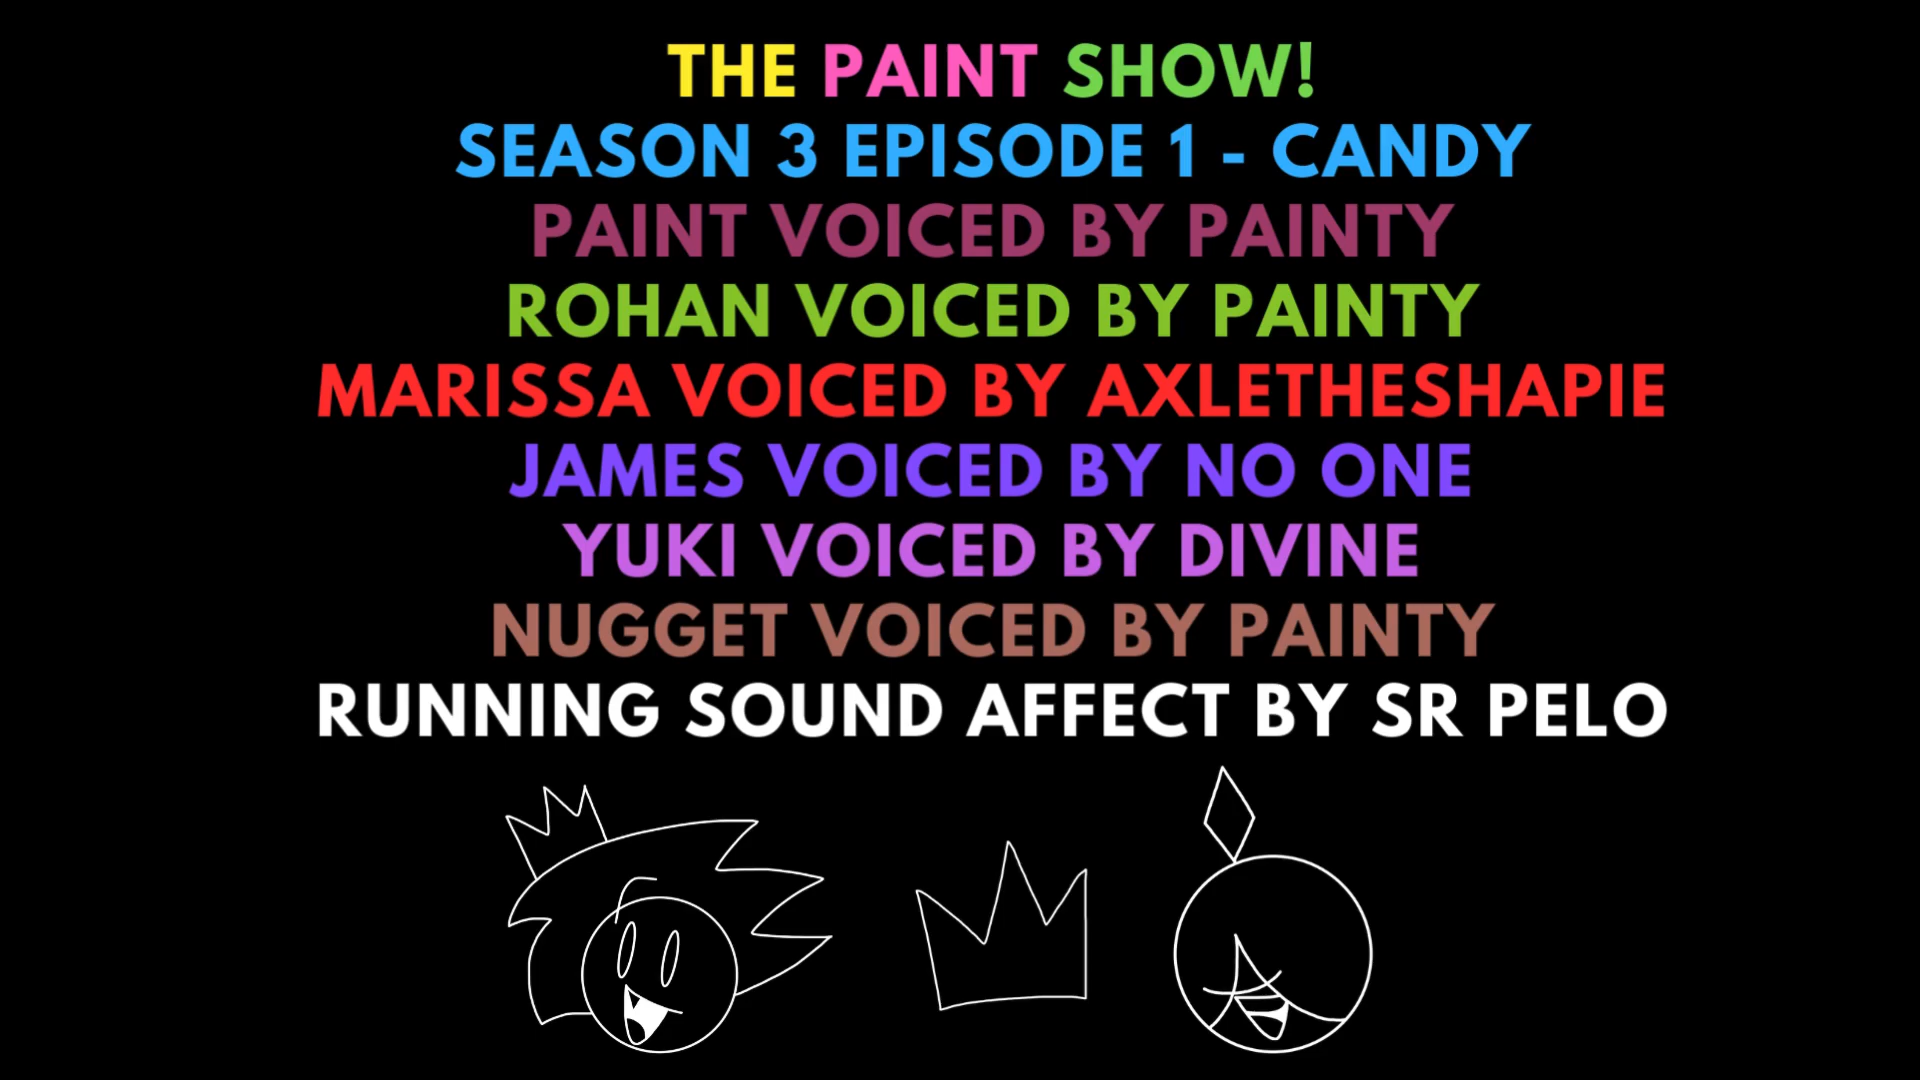 THE PAINT SHOW!
SEASON 3 EPISODE 1 - CANDY
PAINT VOICED BY PAINTY
ROHAN VOICED BY PAINTY
MARISSA VOICED BY AXLETHESHAPIE
JAMES VOICED BY NO ONE
YUKI VOICED BY DIVINE
NUGGET VOICED BY PAINTY
RUNNING SOUND AFFECT BY SR PELO